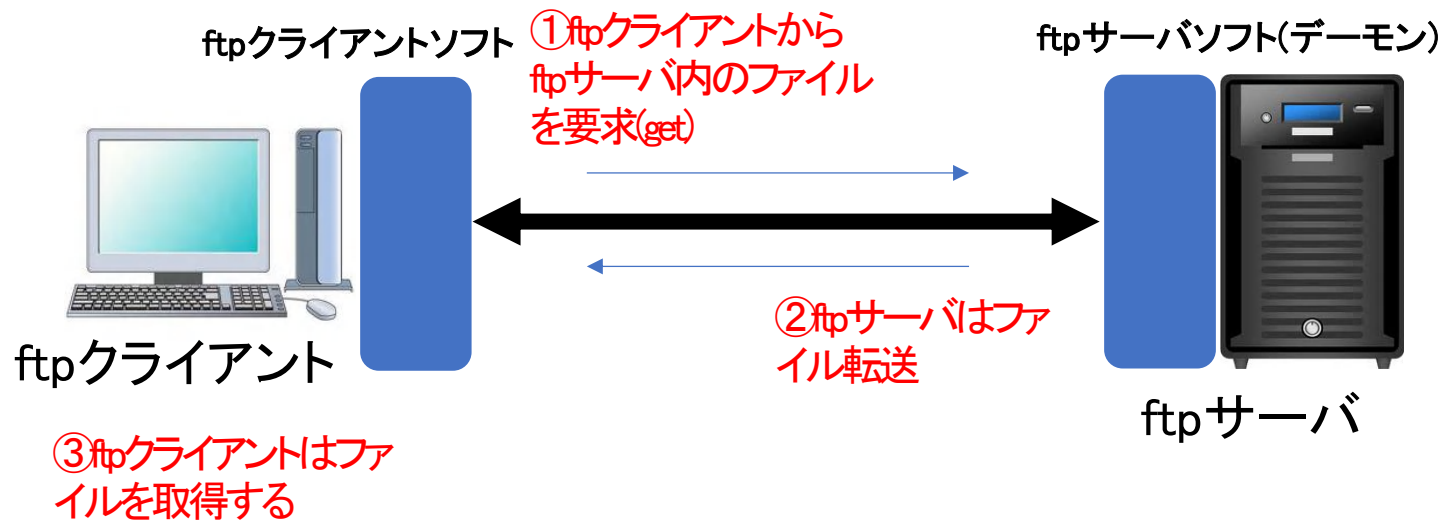 ftpクライアントソフト
①ftpクライアントから
ftpサーバ内のファイル
を要求(get)
ftpサーバソフト(デーモン)
②ftpサーバはファ
イル転送
ftpクライアント
ftpサーバ
③ftpクライアントはファ
イルを取得する